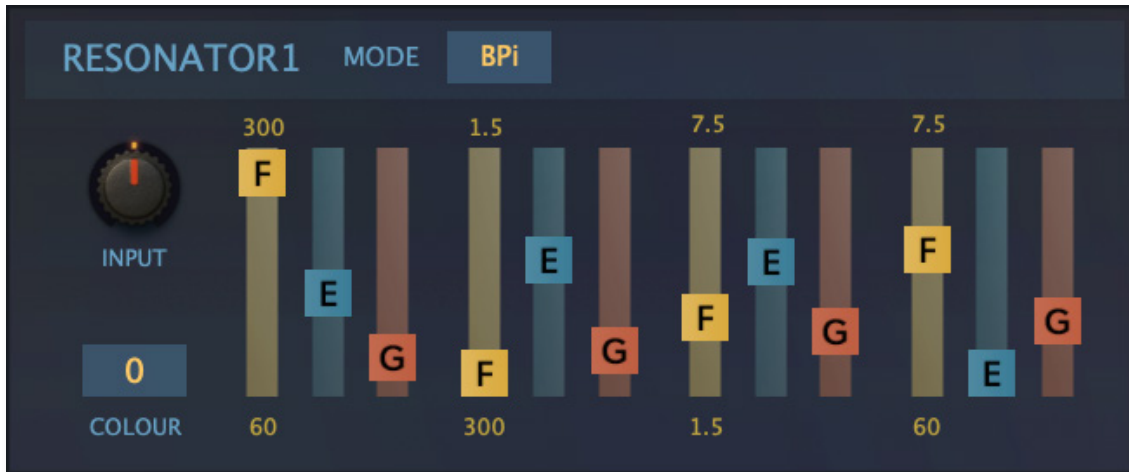 RESONATOR1 MODE BPi
300 1.5 7.5 7.5
F
E E
F
E
F
G
G
G
F E
INPUT
0
COLOUR 60 300 1.5 60